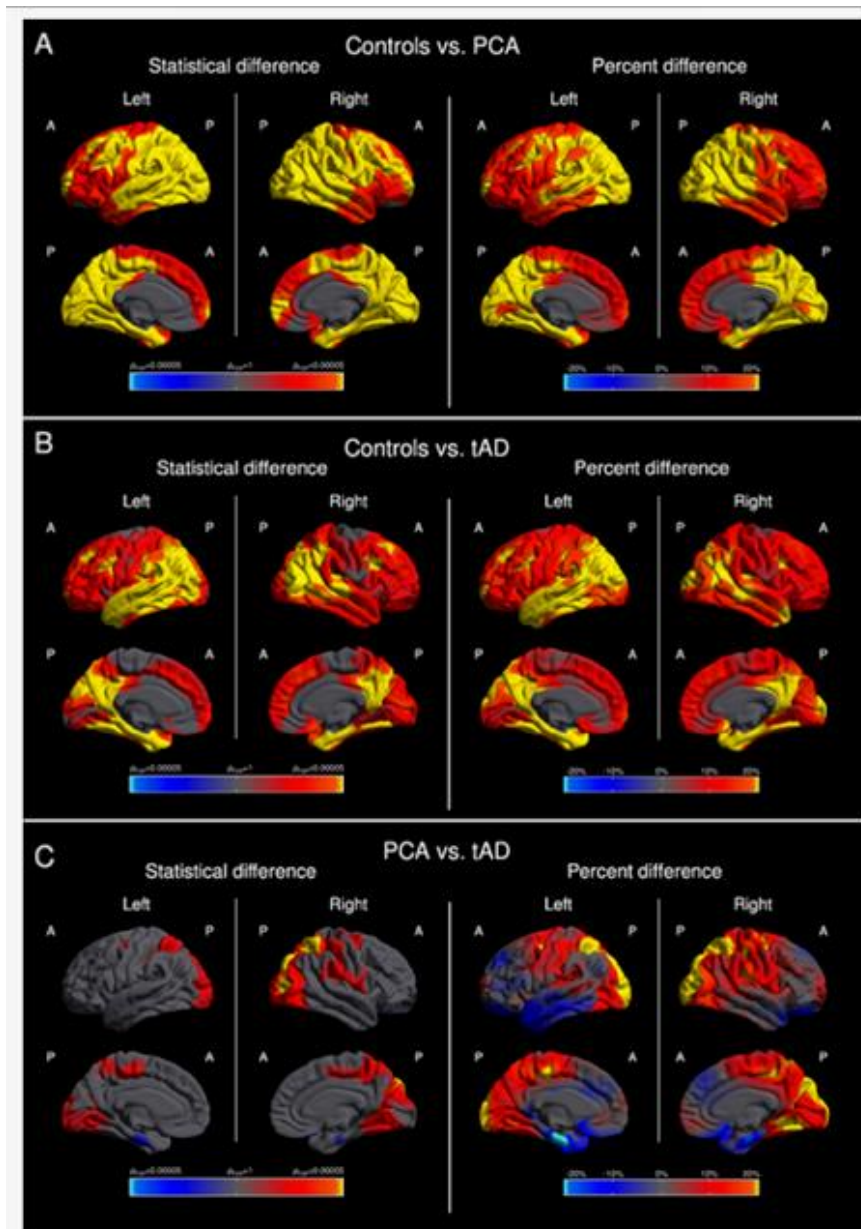 A
Controls vs. PCA
Statistical difference
Percent difference
Left
Right
Left
Right
A P P A A P P A
P A A P P A A P
-20% -10% 0% 10% 20%
B
Controls vs. tAD
Statistical difference
Percent difference
Left
Right
Left
Right
A P P A A P P A
P A A P P A A P
-20% -10% 0% 10% 20%
C
PCA vs. tAD
Statistical difference
Percent difference
Left
Right
Left
Right
A P P A A P P A
P A A P P A A P
-20% -10% 0% 10% 20%